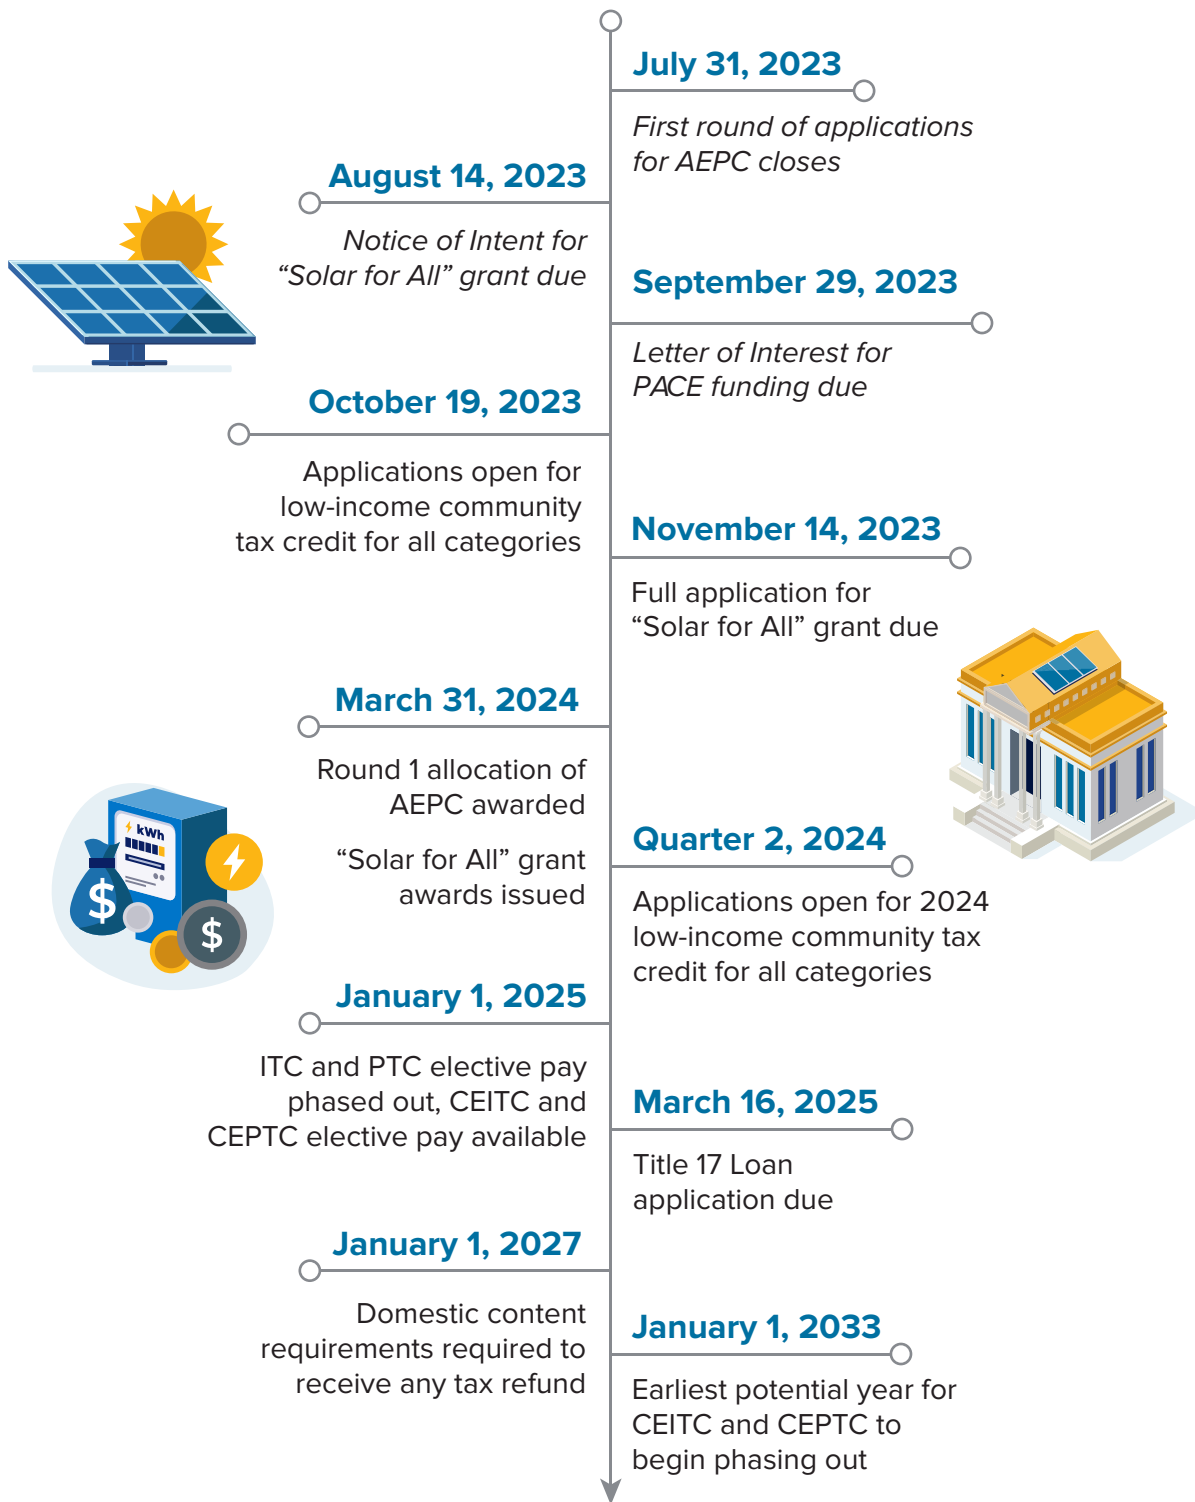 July 31, 2023
First round of applications
for AEPC closes
August 14, 2023
Notice of Intent for
“Solar for All” grant due
September 29, 2023
Letter of Interest for
PACE funding due
October 19, 2023
Applications open for
low-income community
tax credit for all categories
November 14, 2023
Full application for
“Solar for All” grant due
March 31, 2024
Round 1 allocation of
AEPC awarded
“Solar for All” grant
awards issued
kWh
$
$
Quarter 2, 2024
Applications open for 2024
low-income community tax
credit for all categories
January 1, 2025
ITC and PTC elective pay
phased out, CEITC and
CEPTC elective pay available
March 16, 2025
Title 17 Loan
application due
January 1, 2027
Domestic content
requirements required to
receive any tax refund
January 1, 2033
Earliest potential year for
CEITC and CEPTC to
begin phasing out